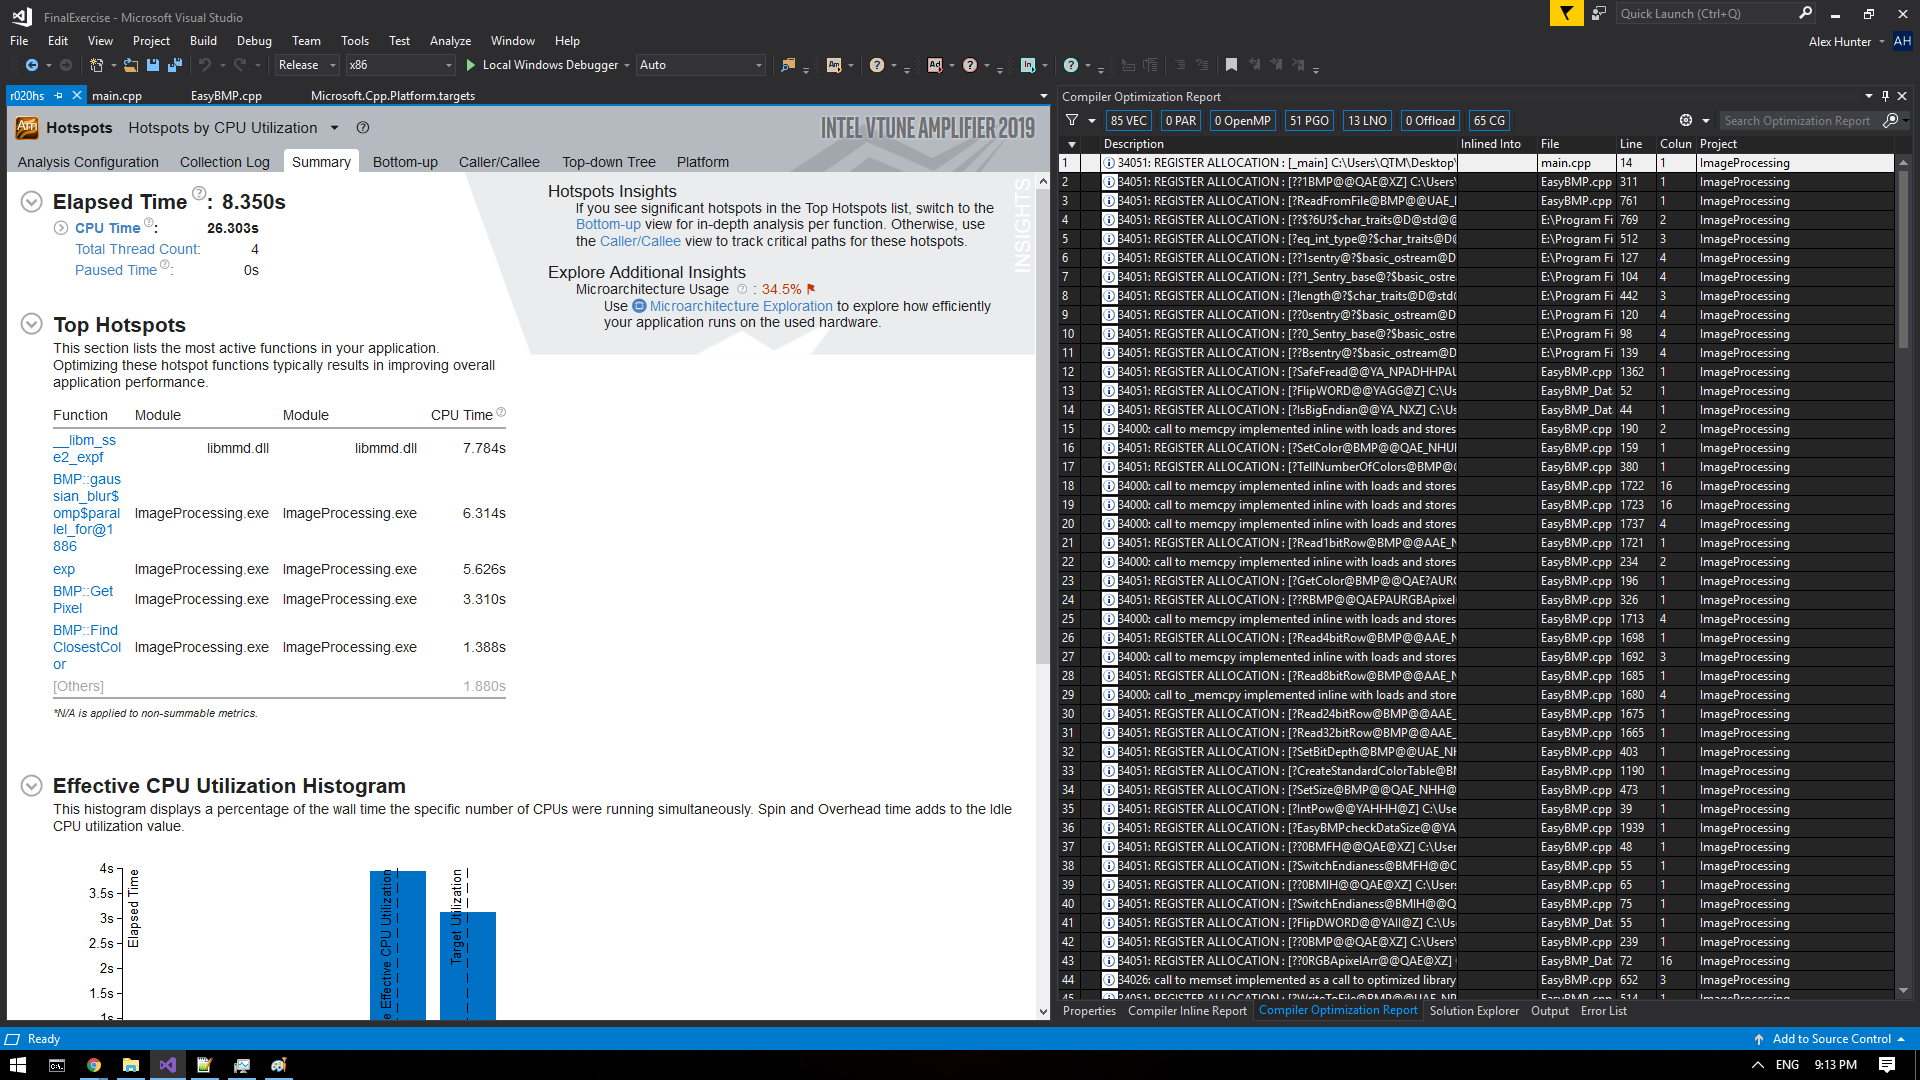 FinalExercise - Microsoft Visual Studio
Quick Launch (Ctrl+Q)
File Edit View Project Build Debug Team Tools Test Analyze Window Help
Alex Hunter AH
Release x86 Local Windows Debugger Auto
r020hs main.cpp EasyBMP.cpp Microsoft.Cpp.Platform.targets
Hotspots Hotspots by CPU Utilization
INTEL VTUNE AMPLIFIER 2019
Analysis Configuration Collection Log Summary Bottom-up Caller/Callee Top-down Tree Platform
Elapsed Time ? : 8.350s
CPU Time ? : 26.303s
Total Thread Count: 4
Paused Time ? : 0s
Hotspots Insights
If you see significant hotspots in the Top Hotspots list, switch to the
Bottom-up view for in-depth analysis per function. Otherwise, use
the Caller/Callee view to track critical paths for these hotspots.
Explore Additional Insights
Microarchitecture Usage ? : 34.5%
Use Microarchitecture Exploration to explore how efficiently
your application runs on the used hardware.
INSIGHTS
Top Hotspots
This section lists the most active functions in your application.
Optimizing these hotspot functions typically results in improving overall
application performance.
Function Module Module CPU Time ?
__libm_ss
e2_expf libmmd.dll libmmd.dll 7.784s
BMP::gaus
sian_blur$
omp$paral
lel_for@1
886 ImageProcessing.exe ImageProcessing.exe 6.314s
exp ImageProcessing.exe ImageProcessing.exe 5.626s
BMP::Get
Pixel ImageProcessing.exe ImageProcessing.exe 3.310s
BMP::Find
ClosestCol
or ImageProcessing.exe ImageProcessing.exe 1.388s
[Others] 1.880s
*N/A is applied to non-summable metrics.
Effective CPU Utilization Histogram
This histogram displays a percentage of the wall time the specific number of CPUs were running simultaneously. Spin and Overhead time adds to the Idle
CPU utilization value.
4s
3.5s
3s
2.5s
2s
1.5s
1s
Elapsed Time
e Effective CPU Utilization
Target Utilization
Compiler Optimization Report
85 VEC 0 PAR 0 OpenMP 51 PGO 13 LNO 0 Offload 65 CG
Search Optimization Report
Description Inlined Into File Line Colun Project
1 34051: REGISTER ALLOCATION : [_main] C:\Users\QTM\Desktop\ main.cpp 14 1 ImageProcessing
2 34051: REGISTER ALLOCATION : [??1BMP@@QAE@XZ] C:\Users\ EasyBMP.cpp 311 1 ImageProcessing
3 34051: REGISTER ALLOCATION : [?ReadFromFile@BMP@@UAE_N EasyBMP.cpp 761 1 ImageProcessing
4 34051: REGISTER ALLOCATION : [??$?6U?$char_traits@D@std@@ E:\Program Fi 769 2 ImageProcessing
5 34051: REGISTER ALLOCATION : [?eq_int_type@?$char_traits@D@ E:\Program Fi 512 3 ImageProcessing
6 34051: REGISTER ALLOCATION : [??1sentry@?$basic_ostream@D E:\Program Fi 127 4 ImageProcessing
7 34051: REGISTER ALLOCATION : [??1_Sentry_base@?$basic_ostre E:\Program Fi 104 4 ImageProcessing
8 34051: REGISTER ALLOCATION : [?length@?$char_traits@D@std@ E:\Program Fi 442 3 ImageProcessing
9 34051: REGISTER ALLOCATION : [??0sentry@?$basic_ostream@D E:\Program Fi 120 4 ImageProcessing
10 34051: REGISTER ALLOCATION : [??0_Sentry_base@?$basic_ostre E:\Program Fi 98 4 ImageProcessing
11 34051: REGISTER ALLOCATION : [??Bsentry@?$basic_ostream@D E:\Program Fi 139 4 ImageProcessing
12 34051: REGISTER ALLOCATION : [?SafeFread@@YA_NPADHHPAU EasyBMP.cpp 1362 1 ImageProcessing
13 34051: REGISTER ALLOCATION : [?FlipWORD@@YAGG@Z] C:\Us EasyBMP_Dat 52 1 ImageProcessing
14 34051: REGISTER ALLOCATION : [?IsBigEndian@@YA_NXZ] C:\Us EasyBMP_Dat 44 1 ImageProcessing
15 34000: call to memcpy implemented inline with loads and stores EasyBMP.cpp 190 2 ImageProcessing
16 34051: REGISTER ALLOCATION : [?SetColor@BMP@@QAE_NHUI EasyBMP.cpp 159 1 ImageProcessing
17 34051: REGISTER ALLOCATION : [?TellNumberOfColors@BMP@@ EasyBMP.cpp 380 1 ImageProcessing
18 34000: call to memcpy implemented inline with loads and stores EasyBMP.cpp 1722 16 ImageProcessing
19 34000: call to memcpy implemented inline with loads and stores EasyBMP.cpp 1723 16 ImageProcessing
20 34000: call to memcpy implemented inline with loads and stores EasyBMP.cpp 1737 4 ImageProcessing
21 34051: REGISTER ALLOCATION : [?Read1bitRow@BMP@@AAE_N EasyBMP.cpp 1721 1 ImageProcessing
22 34000: call to memcpy implemented inline with loads and stores EasyBMP.cpp 234 2 ImageProcessing
23 34051: REGISTER ALLOCATION : [?GetColor@BMP@@QAE?AURG EasyBMP.cpp 196 1 ImageProcessing
24 34051: REGISTER ALLOCATION : [??RBMP@@QAEPAURGBApixel EasyBMP.cpp 326 1 ImageProcessing
25 34000: call to memcpy implemented inline with loads and stores EasyBMP.cpp 1713 4 ImageProcessing
26 34051: REGISTER ALLOCATION : [?Read4bitRow@BMP@@AAE_N EasyBMP.cpp 1698 1 ImageProcessing
27 34000: call to memcpy implemented inline with loads and stores EasyBMP.cpp 1692 3 ImageProcessing
28 34051: REGISTER ALLOCATION : [?Read8bitRow@BMP@@AAE_N EasyBMP.cpp 1685 1 ImageProcessing
29 34000: call to _memcpy implemented inline with loads and store EasyBMP.cpp 1680 4 ImageProcessing
30 34051: REGISTER ALLOCATION : [?Read24bitRow@BMP@@AAE_ EasyBMP.cpp 1675 1 ImageProcessing
31 34051: REGISTER ALLOCATION : [?Read32bitRow@BMP@@AAE_ EasyBMP.cpp 1665 1 ImageProcessing
32 34051: REGISTER ALLOCATION : [?SetBitDepth@BMP@@UAE_NH EasyBMP.cpp 403 1 ImageProcessing
33 34051: REGISTER ALLOCATION : [?CreateStandardColorTable@BM EasyBMP.cpp 1190 1 ImageProcessing
34 34051: REGISTER ALLOCATION : [?SetSize@BMP@@QAE_NHH@ EasyBMP.cpp 473 1 ImageProcessing
35 34051: REGISTER ALLOCATION : [?IntPow@@YAHHH@Z] C:\Use EasyBMP.cpp 39 1 ImageProcessing
36 34051: REGISTER ALLOCATION : [?EasyBMPcheckDataSize@@YA EasyBMP.cpp 1939 1 ImageProcessing
37 34051: REGISTER ALLOCATION : [??0BMFH@@QAE@XZ] C:\User EasyBMP.cpp 48 1 ImageProcessing
38 34051: REGISTER ALLOCATION : [?SwitchEndianess@BMFH@@C EasyBMP.cpp 55 1 ImageProcessing
39 34051: REGISTER ALLOCATION : [??0BMIH@@QAE@XZ] C:\Users EasyBMP.cpp 65 1 ImageProcessing
40 34051: REGISTER ALLOCATION : [?SwitchEndianess@BMIH@@Q EasyBMP.cpp 75 1 ImageProcessing
41 34051: REGISTER ALLOCATION : [?FlipDWORD@@YAII@Z] C:\Us EasyBMP_Dat 55 1 ImageProcessing
42 34051: REGISTER ALLOCATION : [??0BMP@@QAE@XZ] C:\Users\ EasyBMP.cpp 239 1 ImageProcessing
43 34051: REGISTER ALLOCATION : [??0RGBApixelArr@@QAE@XZ] EasyBMP_Dat 72 16 ImageProcessing
44 34026: call to memset implemented as a call to optimized library EasyBMP.cpp 652 3 ImageProcessing
45 34051: REGISTER ALLOCATION : [?WriteToFile@BMP@@UAE_NP EasyBMP.cpp 514 1 ImageProcessing
Properties Compiler Inline Report Compiler Optimization Report Solution Explorer Output Error List
Ready
Add to Source Control
ENG 9:13 PM